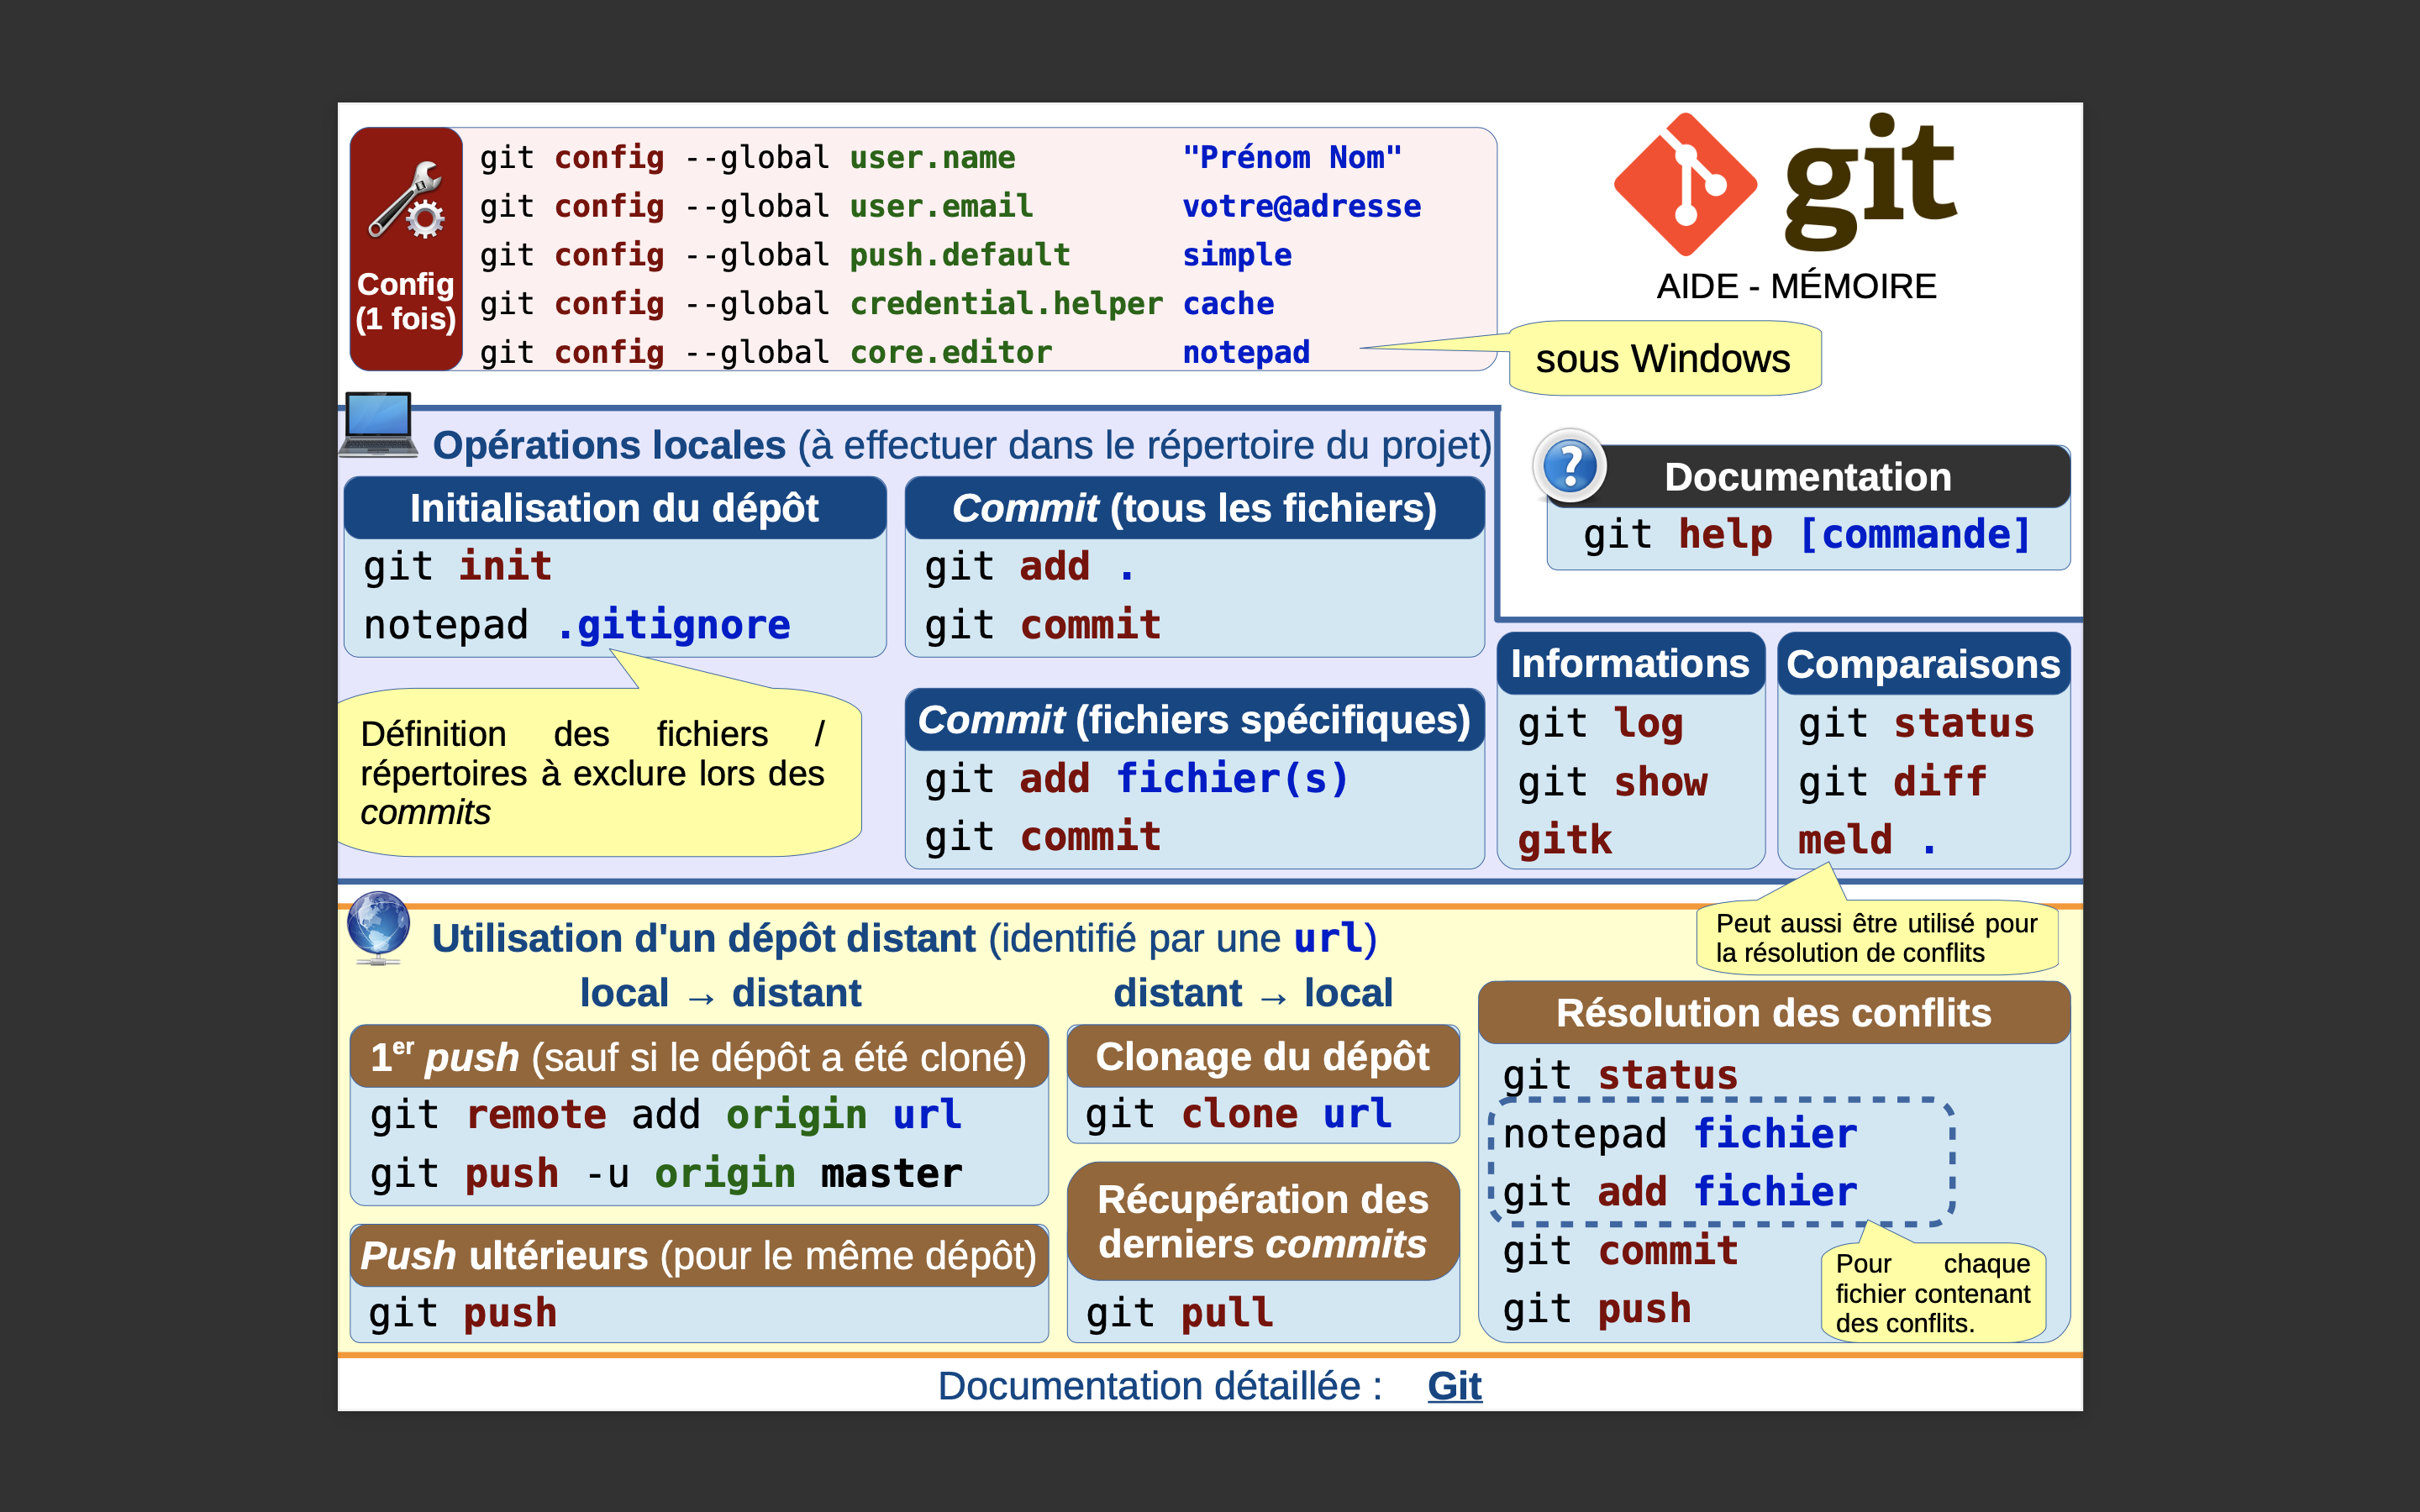 git config --global user.name "Prénom Nom"
git config --global user.email votre@adresse
git config --global push.default simple
git config --global credential.helper cache
git config --global core.editor notepad
Config
(1 fois)
git
AIDE - MÉMOIRE
sous Windows
Opérations locales (à effectuer dans le répertoire du projet)
Initialisation du dépôt
git init
notepad .gitignore
Définition des fichiers /
répertoires à exclure lors des
commits
Commit (tous les fichiers)
git add .
git commit
Commit (fichiers spécifiques)
git add fichier(s)
git commit
?
Documentation
git help [commande]
Informations
git log
git show
gitk
Comparaisons
git status
git diff
meld .
Peut aussi être utilisé pour
la résolution de conflits
Utilisation d'un dépôt distant (identifié par une url)
local → distant
1er push (sauf si le dépôt a été cloné)
git remote add origin url
git push -u origin master
Push ultérieurs (pour le même dépôt)
git push
distant → local
Clonage du dépôt
git clone url
Récupération des
derniers commits
git pull
Résolution des conflits
git status
notepad fichier
git add fichier
git commit
git push
Pour chaque
fichier contenant
des conflits.
Documentation détaillée : Git